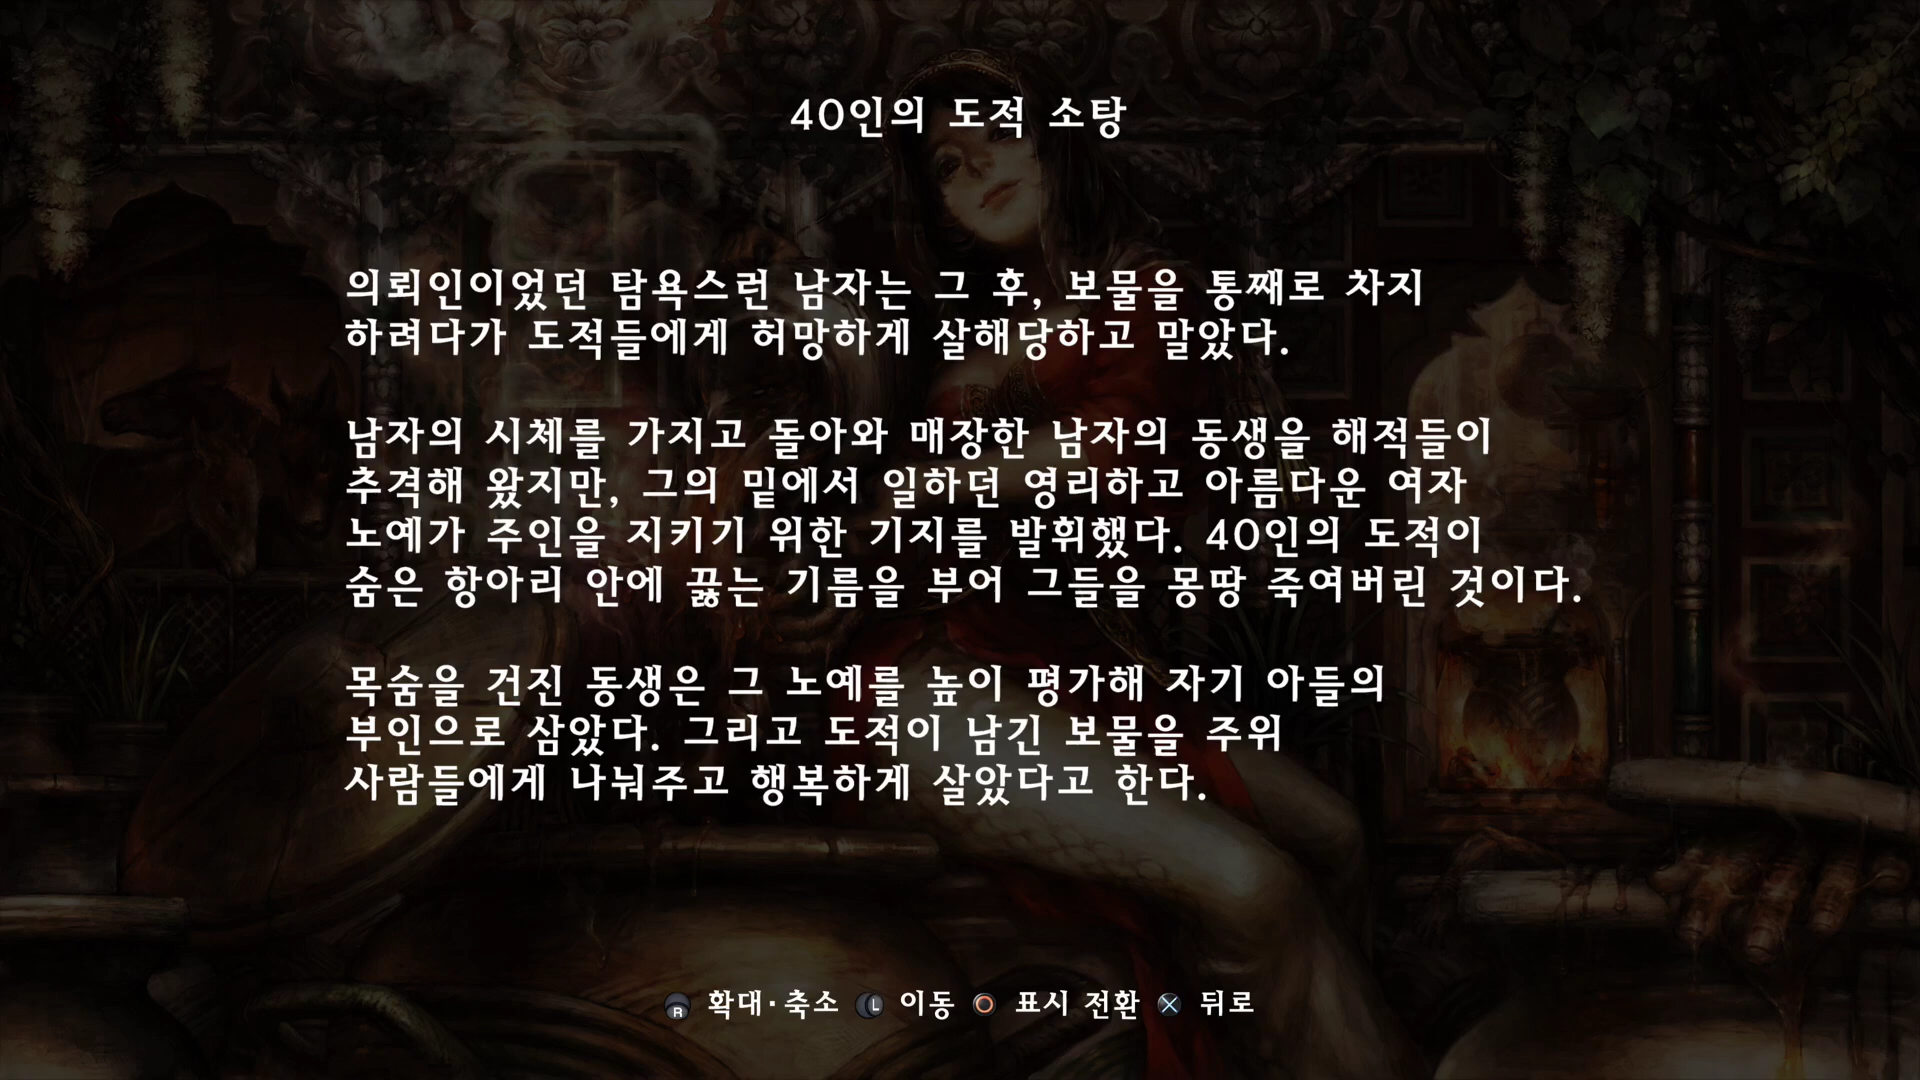 40인의 도적 소탕
의뢰인이었던 탐욕스런 남자는 그 후, 보물을 통째로 차지
하려다가 도적들에게 허망하게 살해당하고 말았다.
남자의 시체를 가지고 돌아와 매장한 남자의 동생을 해적들이
추격해 왔지만, 그의 밑에서 일하던 영리하고 아름다운 여자
노예가 주인을 지키기 위한 기지를 발휘했다. 40인의 도적이
숨은 항아리 안에 끓는 기름을 부어 그들을 몽땅 죽여버린 것이다.
목숨을 건진 동생은 그 노예를 높이 평가해 자기 아들의
부인으로 삼았다. 그리고 도적이 남긴 보물을 주위
사람들에게 나눠주고 행복하게 살았다고 한다.
R 확대·축소 L 이동 표시 전환 뒤로